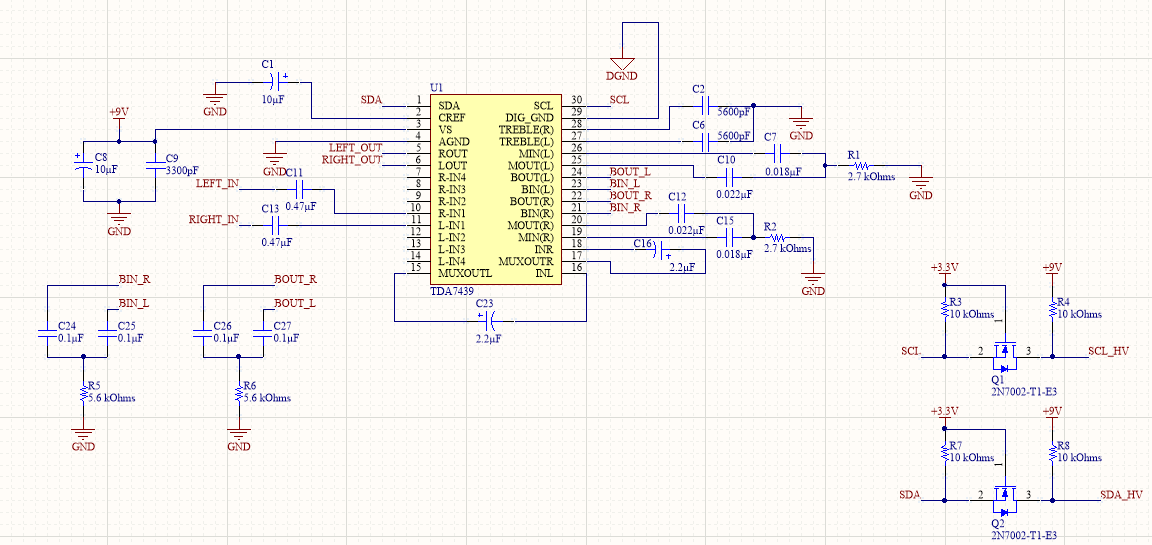 C1
10µF
GND
U1
DGND
+9V
C8
10µF
C9
3300pF
GND
SDA
GND
LEFT_OUT
RIGHT_OUT
LEFT_IN
C11
0.47µF
RIGHT_IN
C13
0.47µF
1 SDA SCL 30
2 CREF DIG_GND 29
3 VS TREBLE(R) 28
4 AGND TREBLE(L) 27
5 ROUT MIN(L) 26
6 LOUT MOUT(L) 25
7 R-IN4 BOUT(L) 24
8 R-IN3 BIN(L) 23
9 R-IN2 BOUT(R) 22
10 R-IN1 BIN(R) 21
11 L-IN1 MOUT(R) 20
12 L-IN2 MIN(R) 19
13 L-IN3 INR 18
14 L-IN4 MUXOUTR 17
15 MUXOUTL INL 16
TDA7439
C23
2.2µF
SCL
C2
5600pF
GND
C6
5600pF
C7
0.018µF
C10
0.022µF
R1
2.7 kOhms
GND
BOUT_L
BIN_L
BOUT_R
BIN_R
C12
0.022µF
C15
0.018µF
R2
2.7 kOhms
GND
C16
2.2µF
BIN_R
BIN_L
C24
0.1µF
C25
0.1µF
R5
5.6 kOhms
GND
BOUT_R
BOUT_L
C26
0.1µF
C27
0.1µF
R6
5.6 kOhms
GND
+3.3V
+9V
R3
10 kOhms
R4
10 kOhms
1
SCL
2
3
SCL_HV
Q1
2N7002-T1-E3
+3.3V
+9V
R7
10 kOhms
R8
10 kOhms
1
SDA
2
3
SDA_HV
Q2
2N7002-T1-E3